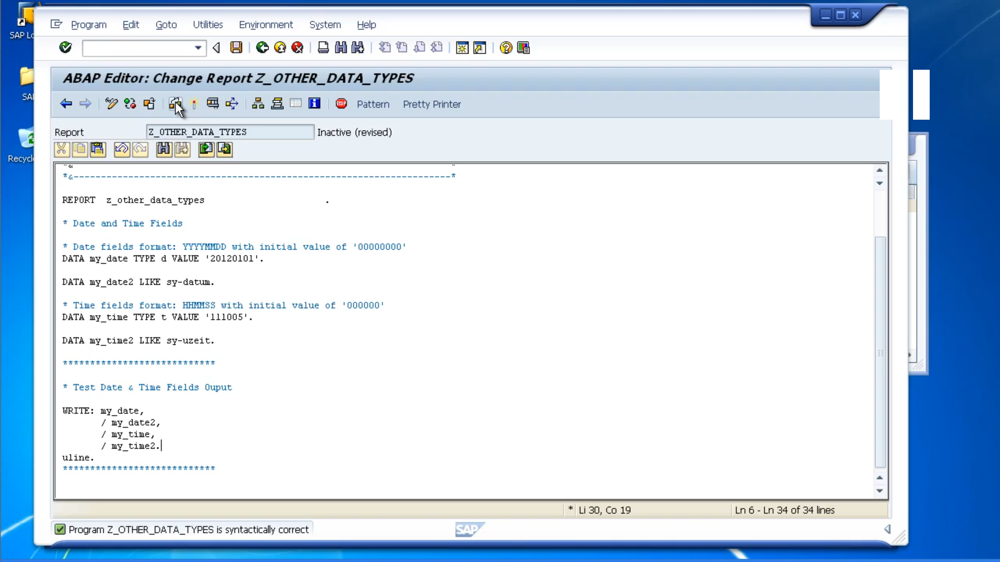 SAP Lo
SA
Recycl
Program Edit Goto Utilities Environment System Help
ABAP Editor: Change Report Z_OTHER_DATA_TYPES
STOP Pattern Pretty Printer
Report Z_OTHER_DATA_TYPES Inactive (revised)
*&---------------------------------------------------------------------*
REPORT z_other_data_types .
* Date and Time Fields
* Date fields format: YYYYMMDD with initial value of '00000000'
DATA my_date TYPE d VALUE '20120101'.
DATA my_date2 LIKE sy-datum.
* Time fields format: HHMMSS with initial value of '000000'
DATA my_time TYPE t VALUE '111005'.
DATA my_time2 LIKE sy-uzeit.
****************************
* Test Date & Time Fields Ouput
WRITE: my_date,
/ my_date2,
/ my_time,
/ my_time2.
uline.
****************************
* Li 30, Co 19 Ln 6 - Ln 34 of 34 lines
Program Z_OTHER_DATA_TYPES is syntactically correct
SAP